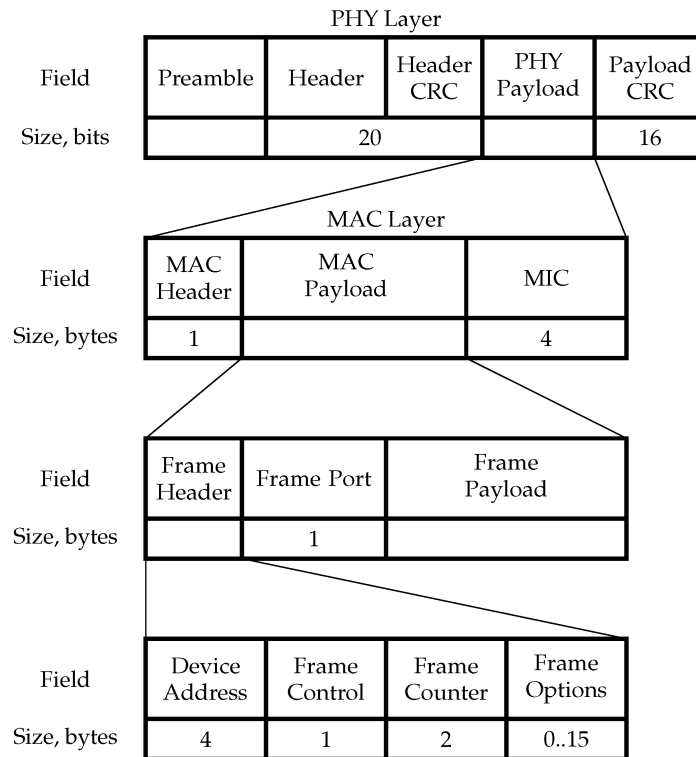 PHY Layer
Field Preamble Header Header CRC PHY Payload Payload CRC
Size, bits 20 16
MAC Layer
Field MAC Header MAC Payload MIC
Size, bytes 1 4
Field Frame Header Frame Port Frame Payload
Size, bytes 1
Field Device Address Frame Control Frame Counter Frame Options
Size, bytes 4 1 2 0..15